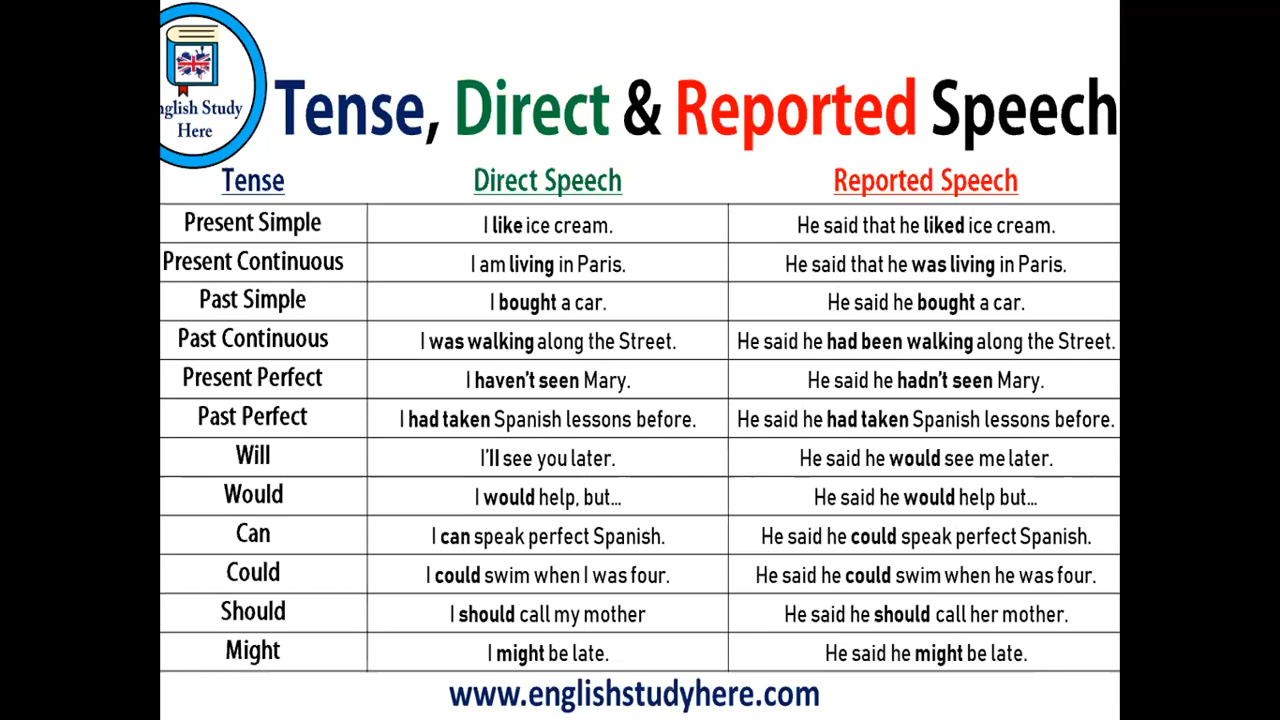 nglish Study
Here
Tense, Direct & Reported Speech
Tense Direct Speech Reported Speech
Present Simple I like ice cream. He said that he liked ice cream.
Present Continuous I am living in Paris. He said that he was living in Paris.
Past Simple I bought a car. He said he bought a car.
Past Continuous I was walking along the Street. He said he had been walking along the Street.
Present Perfect I haven't seen Mary. He said he hadn't seen Mary.
Past Perfect I had taken Spanish lessons before. He said he had taken Spanish lessons before.
Will I'll see you later. He said he would see me later.
Would I would help, but... He said he would help but...
Can I can speak perfect Spanish. He said he could speak perfect Spanish.
Could I could swim when I was four. He said he could swim when he was four.
Should I should call my mother He said he should call her mother.
Might I might be late. He said he might be late.
www.englishstudyhere.com